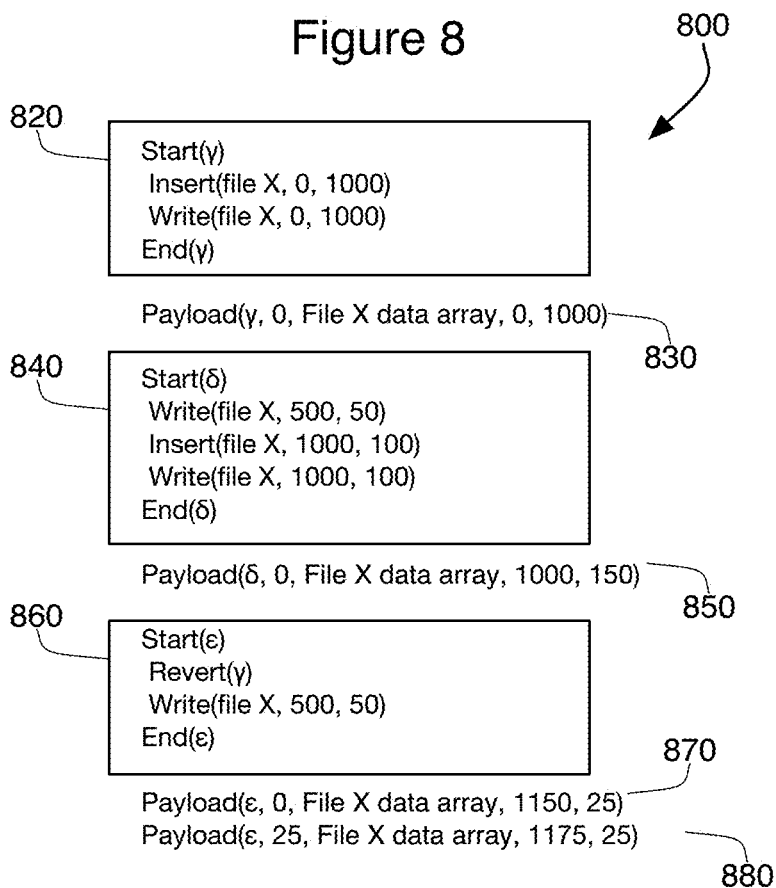 Figure 8
800
820
Start(γ)
Insert(file X, 0, 1000)
Write(file X, 0, 1000)
End(γ)
Payload(γ, 0, File X data array, 0, 1000)
830
840
Start(δ)
Write(file X, 500, 50)
Insert(file X, 1000, 100)
Write(file X, 1000, 100)
End(δ)
Payload(δ, 0, File X data array, 1000, 150)
850
860
Start(ε)
Revert(γ)
Write(file X, 500, 50)
End(ε)
870
Payload(ε, 0, File X data array, 1150, 25)
Payload(ε, 25, File X data array, 1175, 25)
880